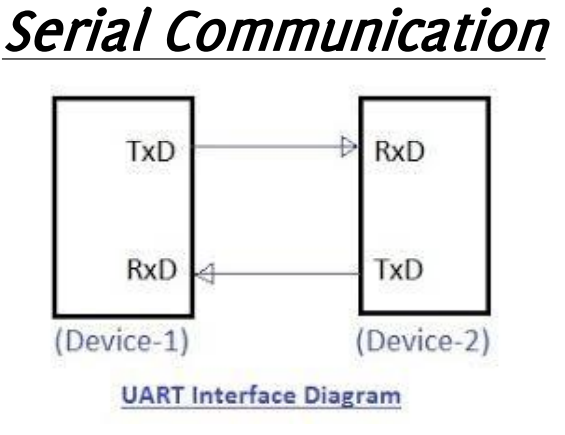 Serial Communication
TxD
RxD
RxD
TxD
(Device-1)
(Device-2)
UART Interface Diagram